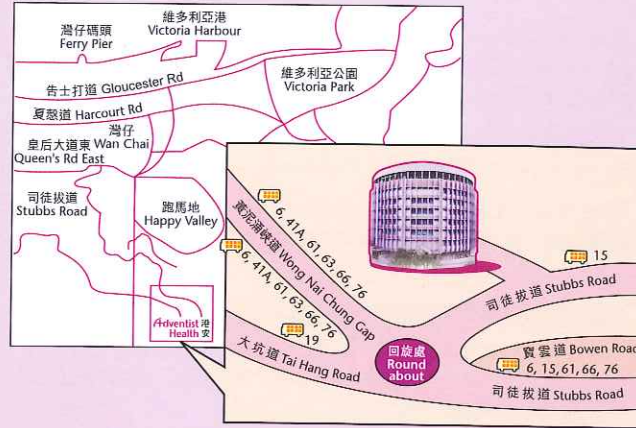 維多利亞港
Victoria Harbour
灣仔碼頭
Ferry Pier
告士打道 Gloucester Rd
維多利亞公園
Victoria Park
夏慤道 Harcourt Rd
灣仔
皇后大道東 Wan Chai
Queen's Rd East
司徒拔道
Stubbs Road
跑馬地
Happy Valley
Adventist 港
Health 安
6, 41A, 61, 63, 66, 76
黃泥涌峽道 Wong Nai Chung Gap
6, 41A, 61, 63, 66, 76
19
大坑道 Tai Hang Road
回旋處
Round
about
15
司徒拔道 Stubbs Road
寶雲道 Bowen Road
6, 15, 61, 66, 76
司徒拔道 Stubbs Road